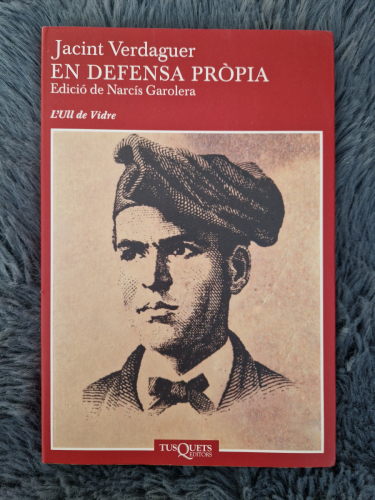 Jacint Verdaguer
EN DEFENSA PRÒPIA
Edició de Narcís Garolera
L'Ull de Vidre
TUSQUETS
EDITORS